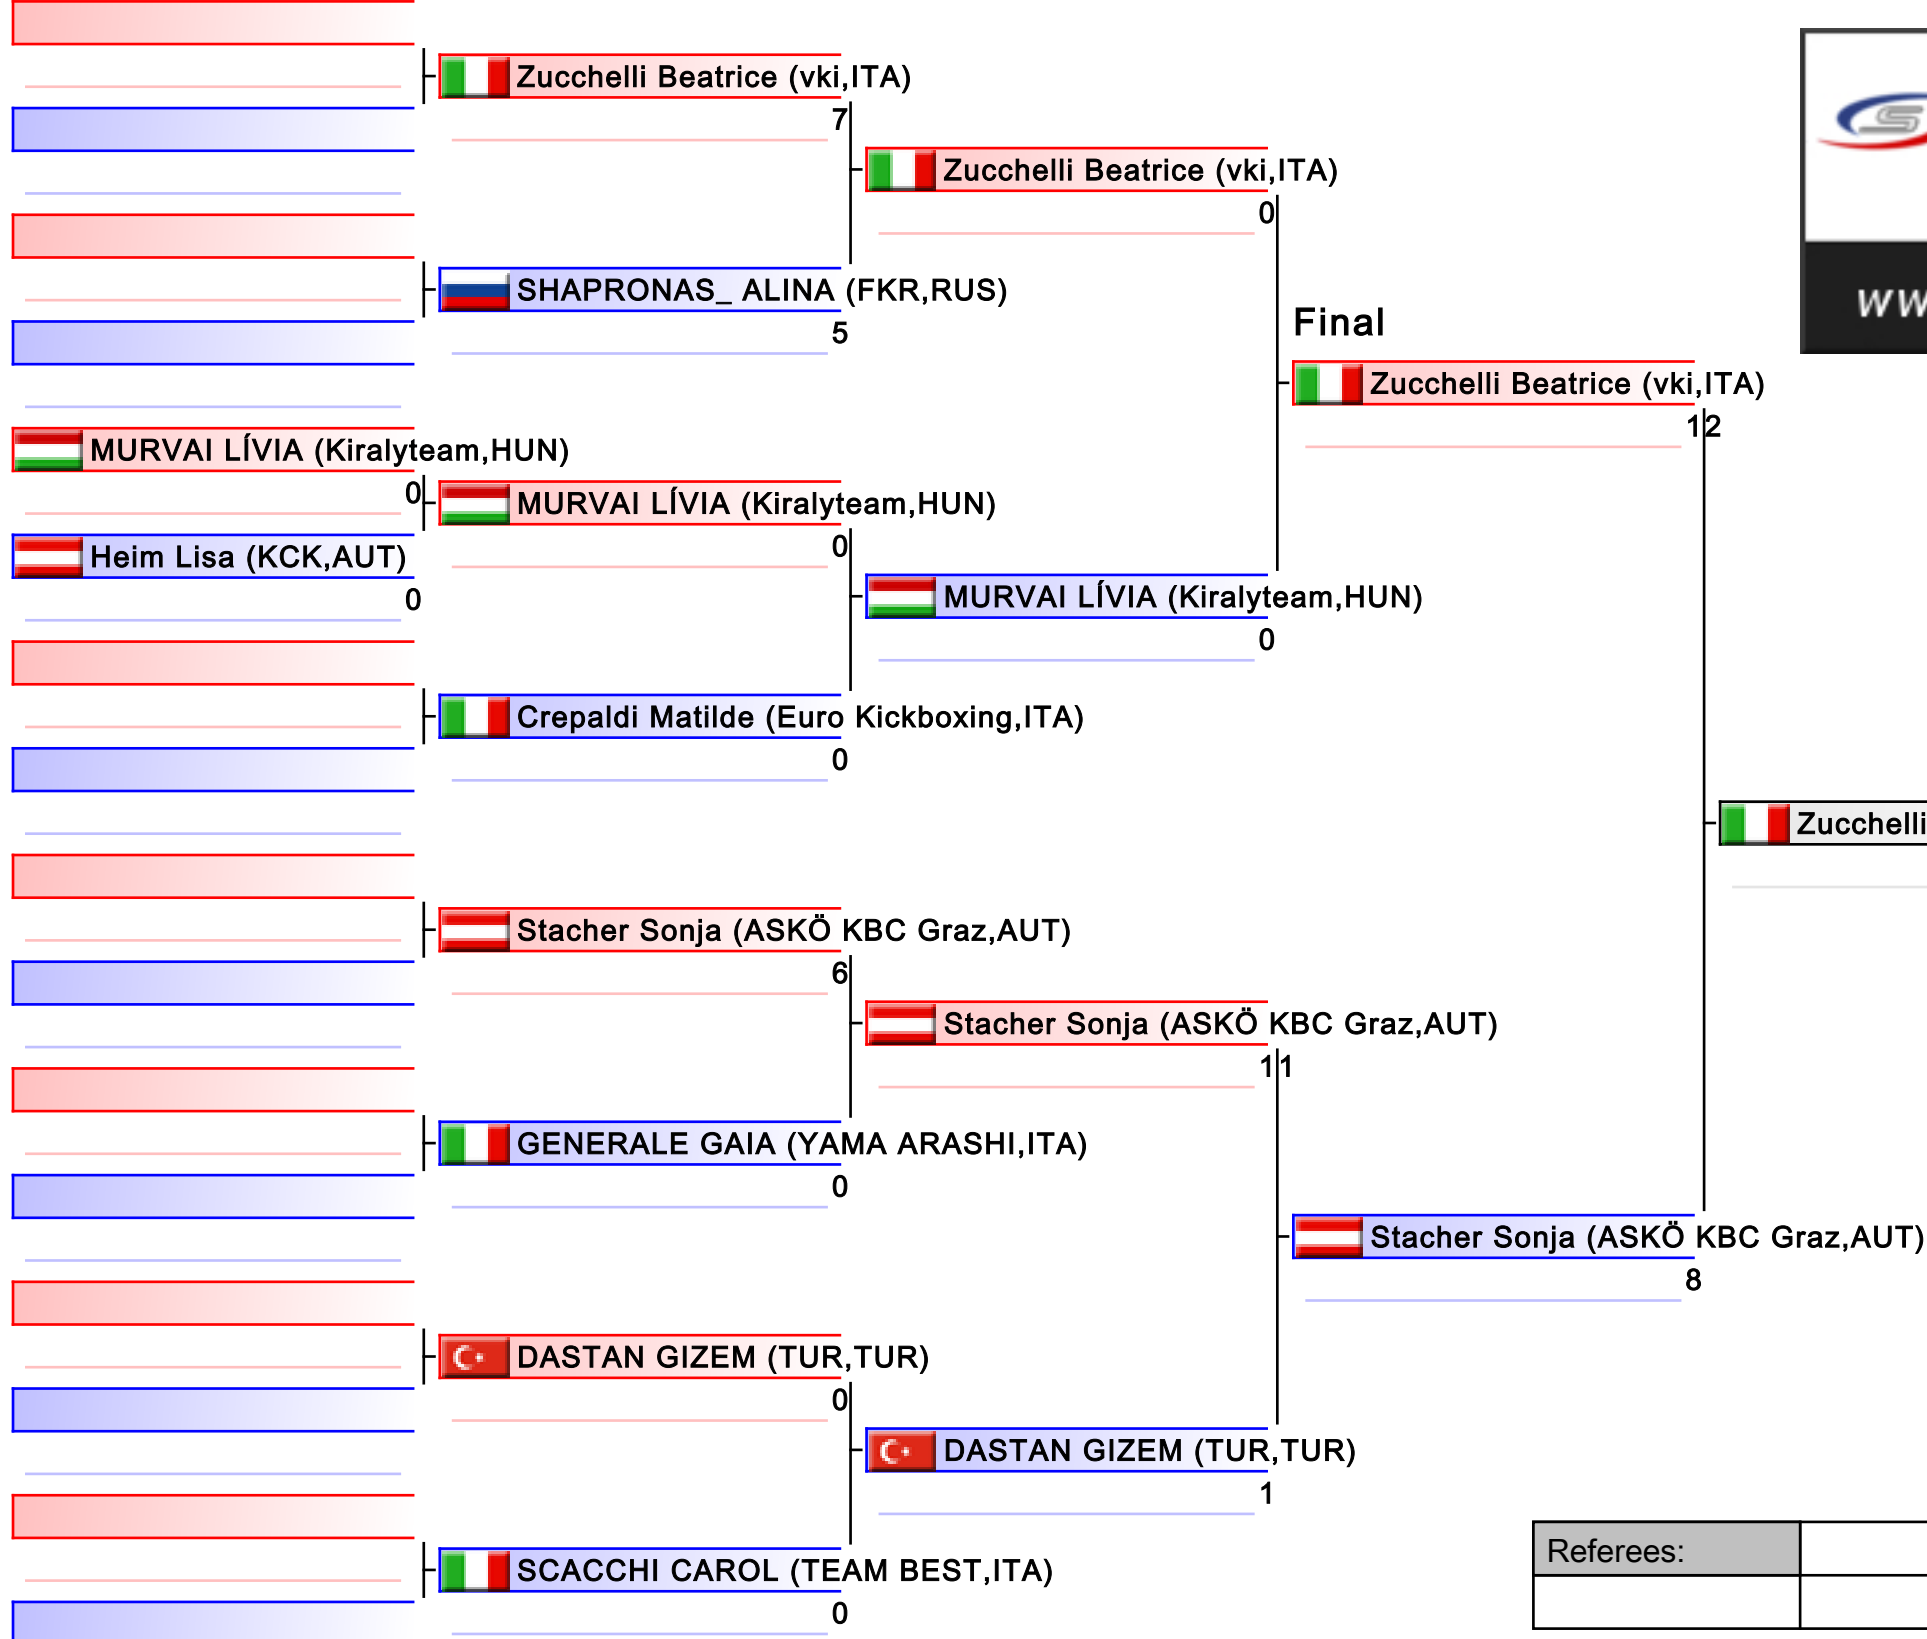 Zucchelli Beatrice (vki,ITA)
7
Zucchelli Beatrice (vki,ITA)
0
SHAPRONAS_ ALINA (FKR,RUS)
5
Final
Zucchelli Beatrice (vki,ITA)
12
MURVAI LÍVIA (Kiralyteam,HUN)
0
MURVAI LÍVIA (Kiralyteam,HUN)
0
Heim Lisa (KCK,AUT)
0
MURVAI LÍVIA (Kiralyteam,HUN)
0
Crepaldi Matilde (Euro Kickboxing,ITA)
0
Zucchelli
Stacher Sonja (ASKÖ KBC Graz,AUT)
6
Stacher Sonja (ASKÖ KBC Graz,AUT)
11
GENERALE GAIA (YAMA ARASHI,ITA)
0
Stacher Sonja (ASKÖ KBC Graz,AUT)
8
DASTAN GIZEM (TUR,TUR)
0
DASTAN GIZEM (TUR,TUR)
1
SCACCHI CAROL (TEAM BEST,ITA)
0
Referees: